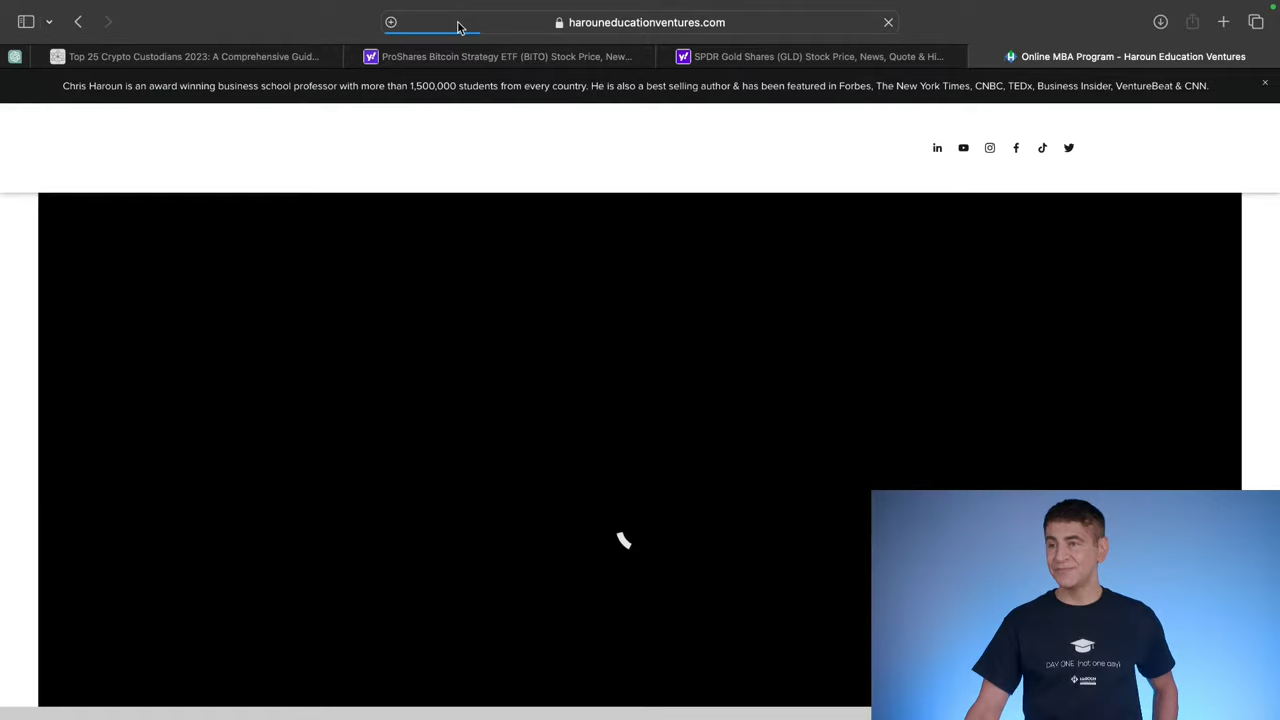 harouneducationventures.com
Top 25 Crypto Custodians 2023: A Comprehensive Guid...
ProShares Bitcoin Strategy ETF (BITO) Stock Price, New...
SPDR Gold Shares (GLD) Stock Price, News, Quote & Hi...
Online MBA Program - Haroun Education Ventures
Chris Haroun is an award winning business school professor with more than 1,500,000 students from every country. He is also a best selling author & has been featured in Forbes, The New York Times, CNBC, TEDx, Business Insider, VentureBeat & CNN.
DAY ONE (not one day)
HAROUN